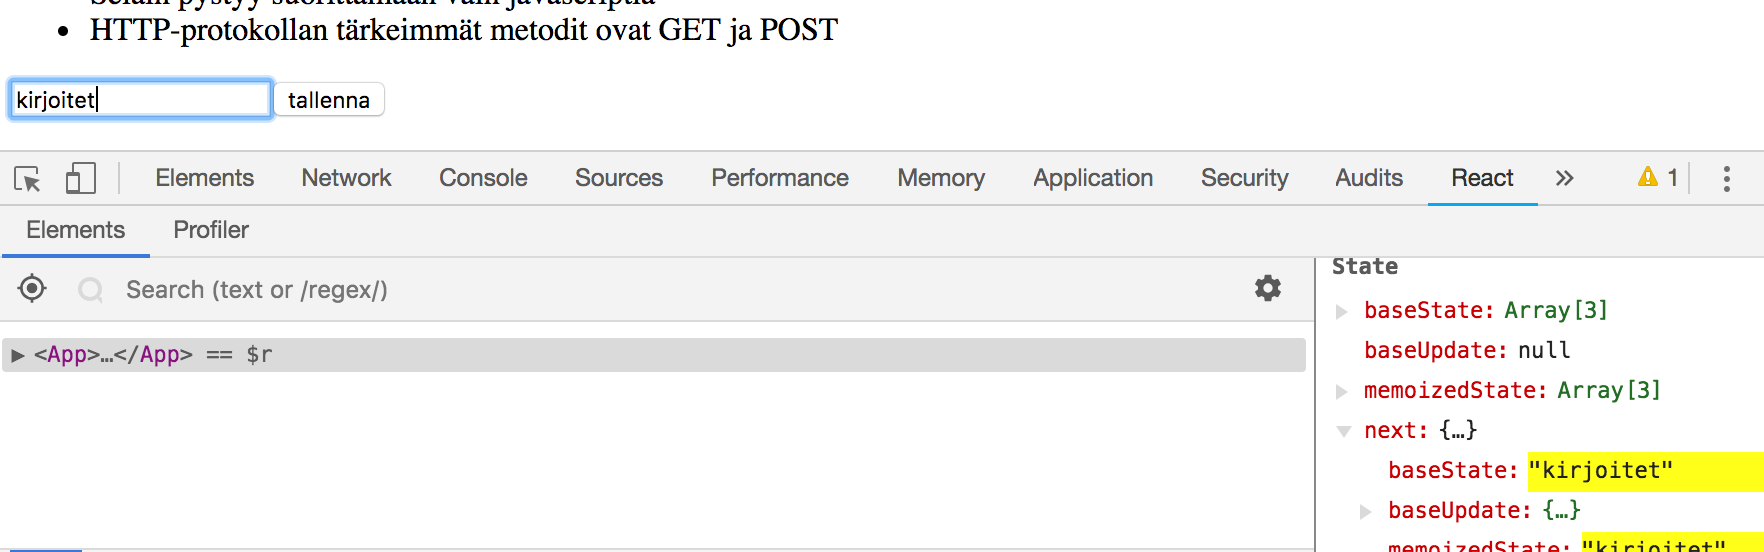 Selain pystyy suorittamaan vain javascriptiä
• HTTP-protokollan tärkeimmät metodit ovat GET ja POST
kirjoitet tallenna
Elements Network Console Sources Performance Memory Application Security Audits React » 1
Elements Profiler
Search (text or /regex/)
State
▶ <App>…</App> == $r
▶ baseState: Array[3]
baseUpdate: null
▶ memoizedState: Array[3]
▼ next: {…}
baseState: "kirjoitet"
▶ baseUpdate: {…}
memoizedState: "kirjoitet"